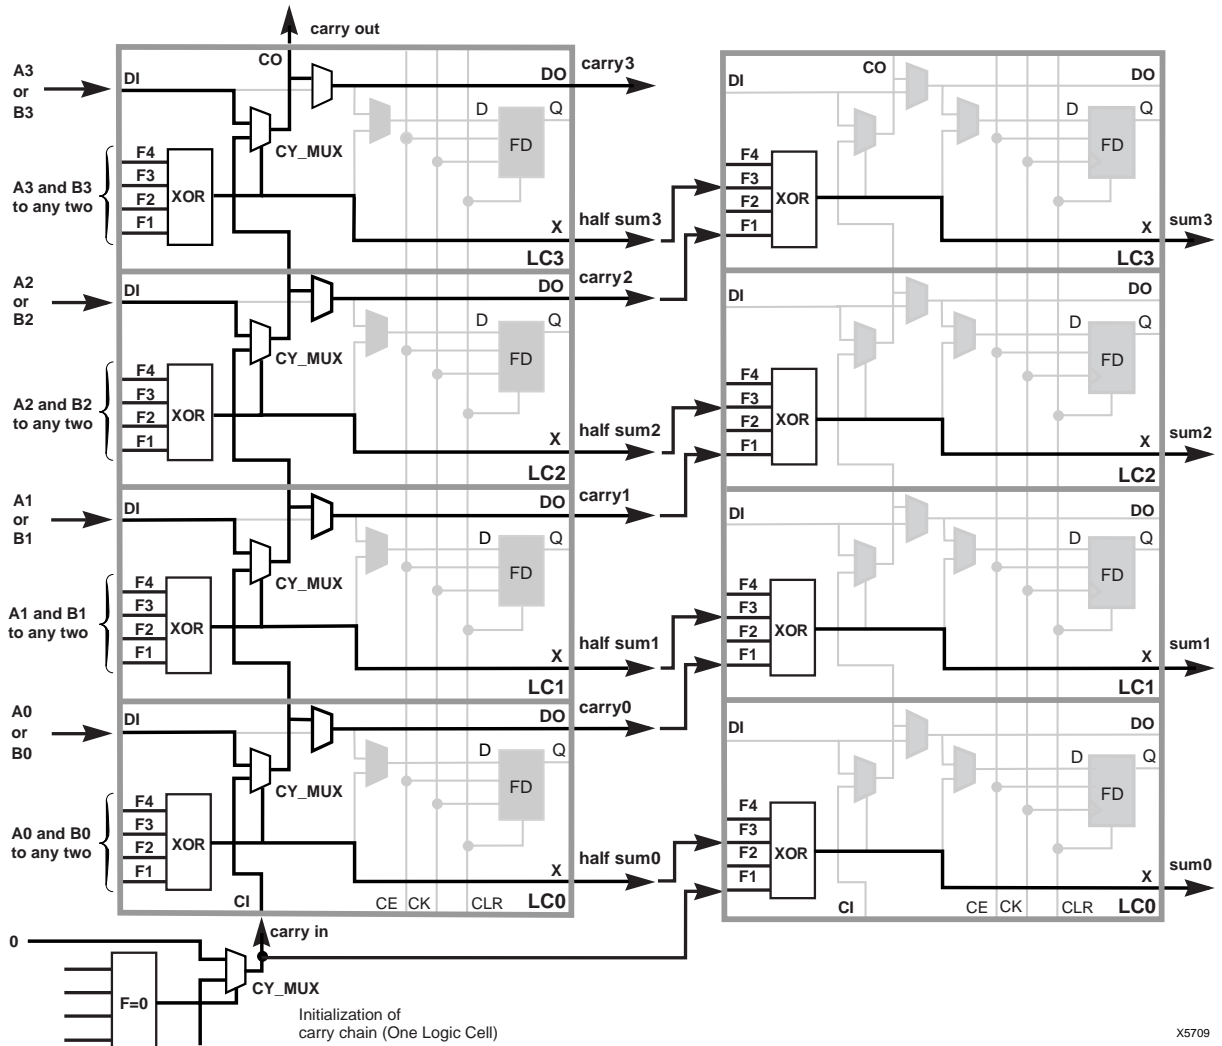 carry out
CO
A3
or
B3
DI
DO
carry3
D
Q
FD
CY_MUX
A3 and B3
to any two
F4
F3
F2
F1
XOR
X
half sum3
LC3
A2
or
B2
DI
DO
carry2
D
Q
FD
CY_MUX
A2 and B2
to any two
F4
F3
F2
F1
XOR
X
half sum2
LC2
A1
or
B1
DI
DO
carry1
D
Q
FD
CY_MUX
A1 and B1
to any two
F4
F3
F2
F1
XOR
X
half sum1
LC1
A0
or
B0
DI
DO
carry0
D
Q
FD
CY_MUX
A0 and B0
to any two
F4
F3
F2
F1
XOR
X
half sum0
CI
CE
CK
CLR
LC0
carry in
0
F=0
CY_MUX
Initialization of
carry chain (One Logic Cell)
DI
CO
DO
D
Q
FD
F4
F3
F2
F1
XOR
X
sum3
LC3
DI
DO
D
Q
FD
F4
F3
F2
F1
XOR
X
sum2
LC2
DI
DO
D
Q
FD
F4
F3
F2
F1
XOR
X
sum1
LC1
DI
DO
D
Q
FD
F4
F3
F2
F1
XOR
X
sum0
CI
CE
CK
CLR
LC0
X5709